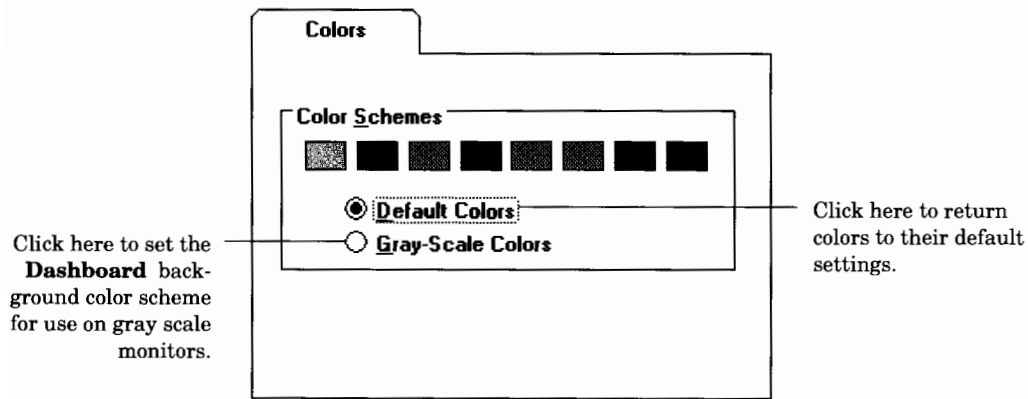 Colors
Color Schemes
Default Colors
Gray-Scale Colors
Click here to set the
Dashboard back-
ground color scheme
for use on gray scale
monitors.
Click here to return
colors to their default
settings.